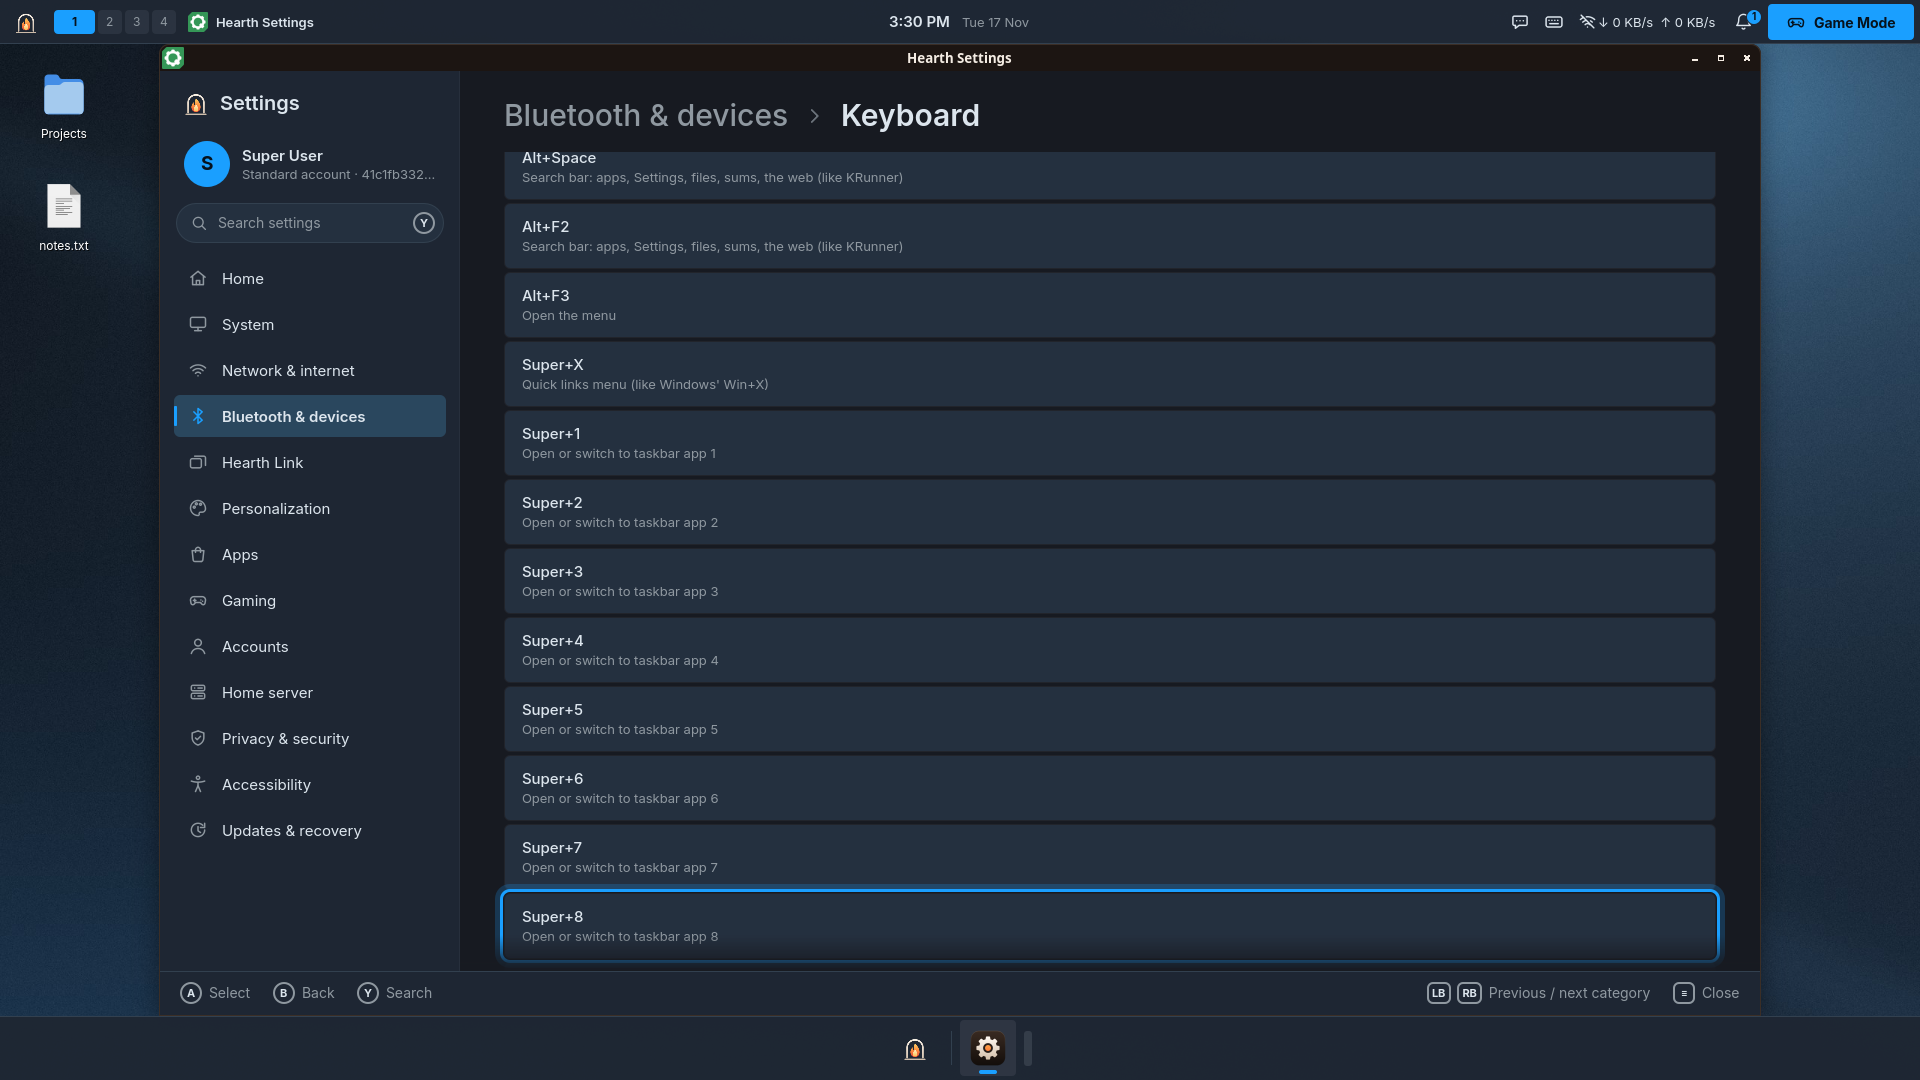 1
2
3
4
Hearth Settings
3:30 PM
Tue 17 Nov
↓ 0 KB/s ↑ 0 KB/s
1
Game Mode
Projects
notes.txt
Hearth Settings
Settings
S
Super User
Standard account · 41c1fb332...
Search settings
Y
Home
System
Network & internet
Bluetooth & devices
Hearth Link
Personalization
Apps
Gaming
Accounts
Home server
Privacy & security
Accessibility
Updates & recovery
Bluetooth & devices > Keyboard
Alt+Space
Search bar: apps, Settings, files, sums, the web (like KRunner)
Alt+F2
Search bar: apps, Settings, files, sums, the web (like KRunner)
Alt+F3
Open the menu
Super+X
Quick links menu (like Windows' Win+X)
Super+1
Open or switch to taskbar app 1
Super+2
Open or switch to taskbar app 2
Super+3
Open or switch to taskbar app 3
Super+4
Open or switch to taskbar app 4
Super+5
Open or switch to taskbar app 5
Super+6
Open or switch to taskbar app 6
Super+7
Open or switch to taskbar app 7
Super+8
Open or switch to taskbar app 8
A Select
B Back
Y Search
LB RB Previous / next category
≡ Close